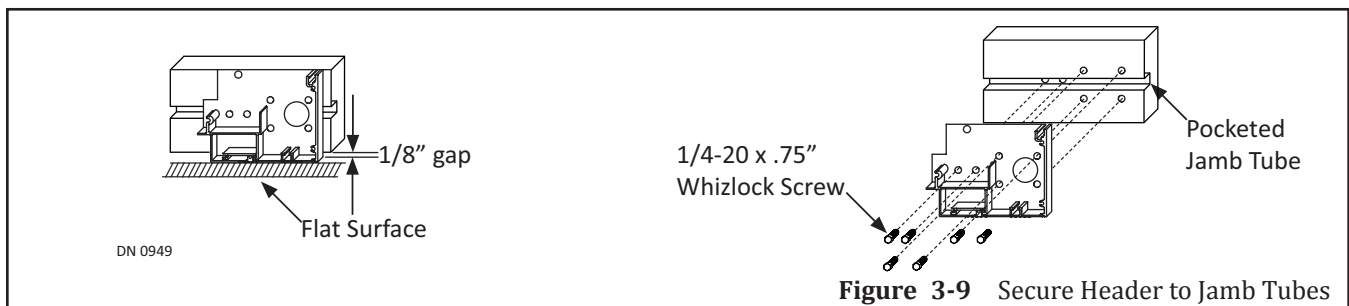 1/8” gap
Flat Surface
DN 0949
1/4-20 x .75”
Whizlock Screw
Pocketed
Jamb Tube
Figure 3-9 Secure Header to Jamb Tubes